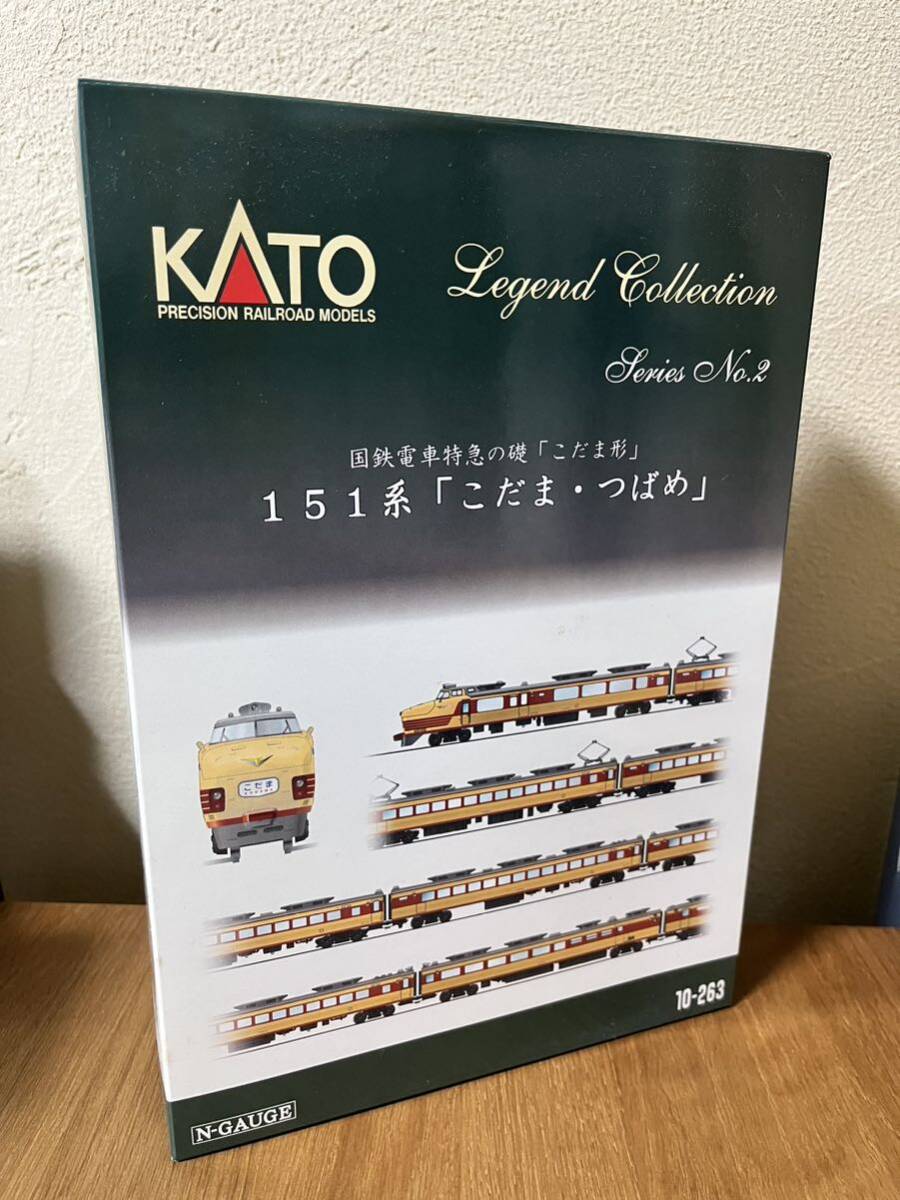 KATO
PRECISION RAILROAD MODELS
Legend Collection
Series No.2
国鉄電車特急の礎「こだま形」
151系「こだま・つばめ」
こだま
10-263
N-GAUGE